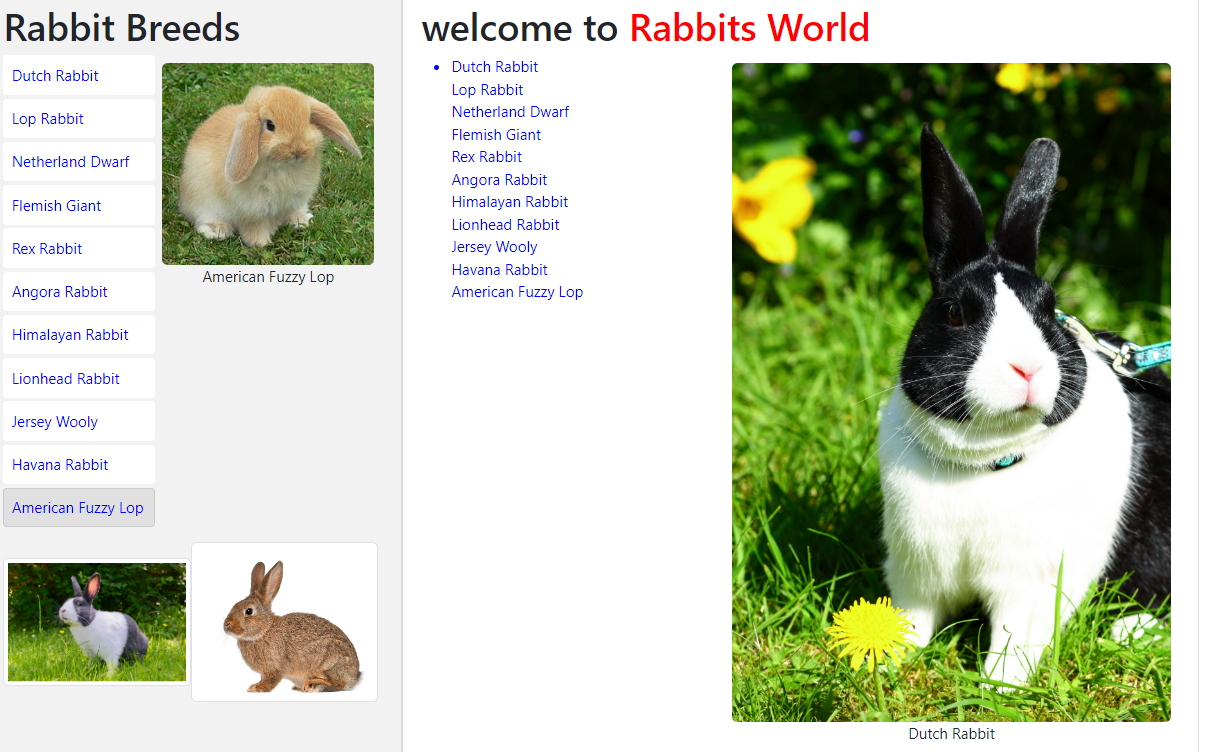 Rabbit Breeds
Dutch Rabbit
Lop Rabbit
Netherland Dwarf
Flemish Giant
Rex Rabbit
Angora Rabbit
Himalayan Rabbit
Lionhead Rabbit
Jersey Wooly
Havana Rabbit
American Fuzzy Lop
American Fuzzy Lop
welcome to Rabbits World
Dutch Rabbit
Lop Rabbit
Netherland Dwarf
Flemish Giant
Rex Rabbit
Angora Rabbit
Himalayan Rabbit
Lionhead Rabbit
Jersey Wooly
Havana Rabbit
American Fuzzy Lop
Dutch Rabbit